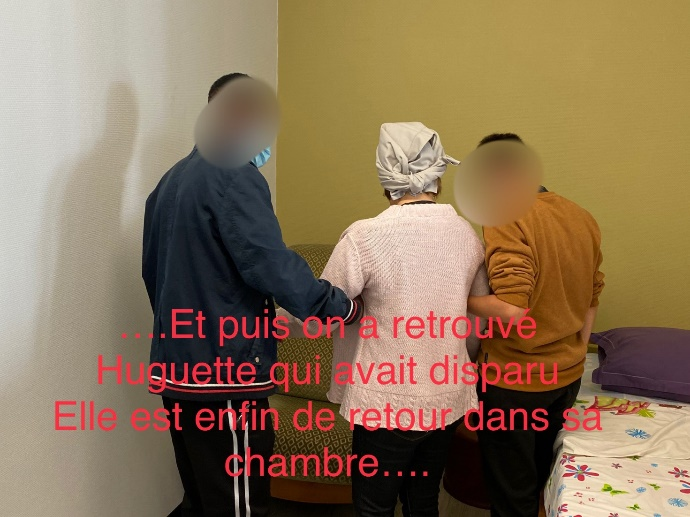 ....Et puis on a retrouvé
Huguette qui avait disparu
Elle est enfin de retour dans sa
chambre....